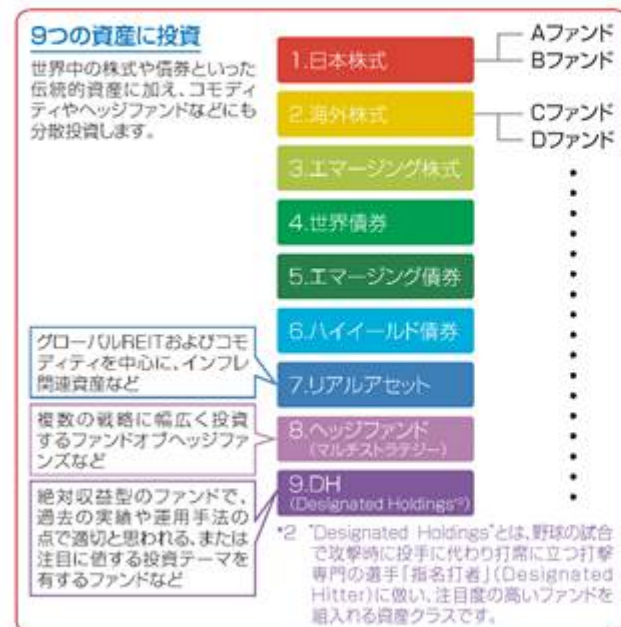 9つの資産に投資
世界中の株式や債券といった
伝統的資産に加え、コモディ
ティやヘッジファンドなどにも
分散投資します。
1.日本株式
Aファンド
Bファンド
2.海外株式
Cファンド
Dファンド
3.エマージング株式
4.世界債券
5.エマージング債券
6.ハイイールド債券
グローバルREITおよびコモ
ディティを中心に、インフレ
関連資産など
7.リアルアセット
複数の戦略に幅広く投資
するファンドオブヘッジファ
ンズなど
8.ヘッジファンド
(マルチストラテジー)
絶対収益型のファンドで、
過去の実績や運用手法の
点で適切と思われる、または
注目に値する投資テーマを
有するファンドなど
9.DH
(Designated Holdings*2)
*2 "Designated Holdings"とは、野球の試合
で攻撃時に投手に代わり打席に立つ打撃
専門の選手「指名打者」(Designated
Hitter)に倣い、注目度の高いファンドを
組入れる資産クラスです。